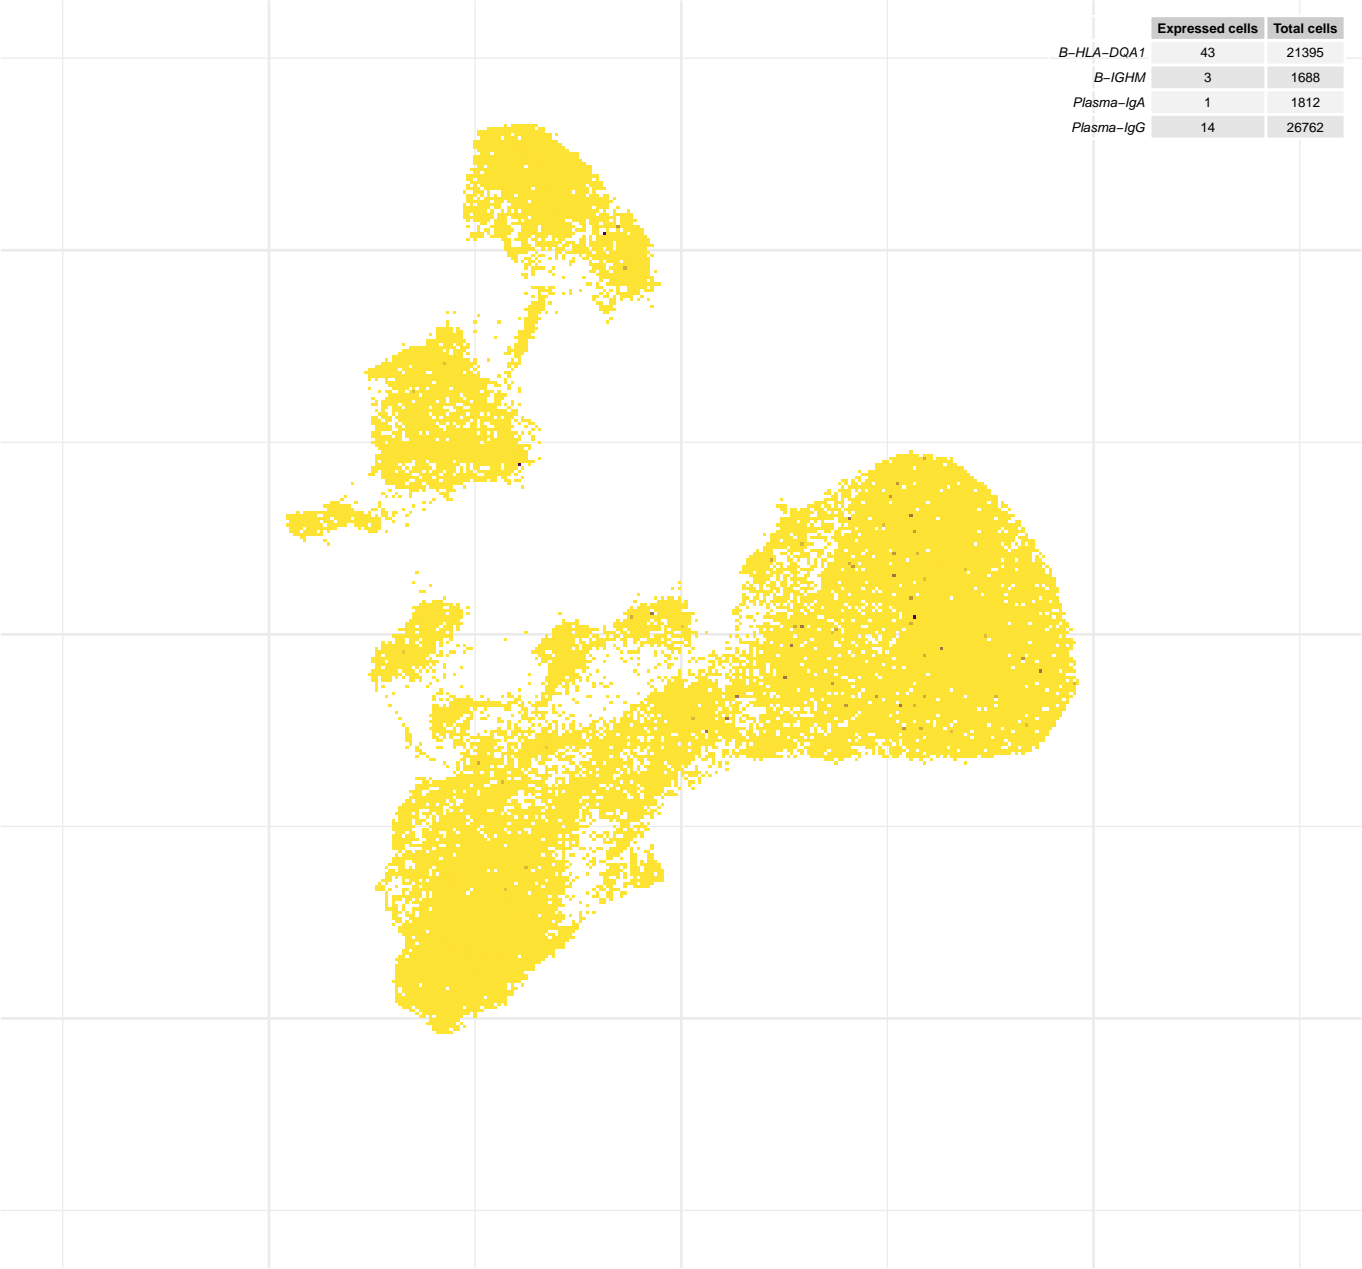 Expressed cells Total cells
B−HLA−DQA1 43 21395
B−IGHM 3 1688
Plasma−IgA 1 1812
Plasma−IgG 14 26762